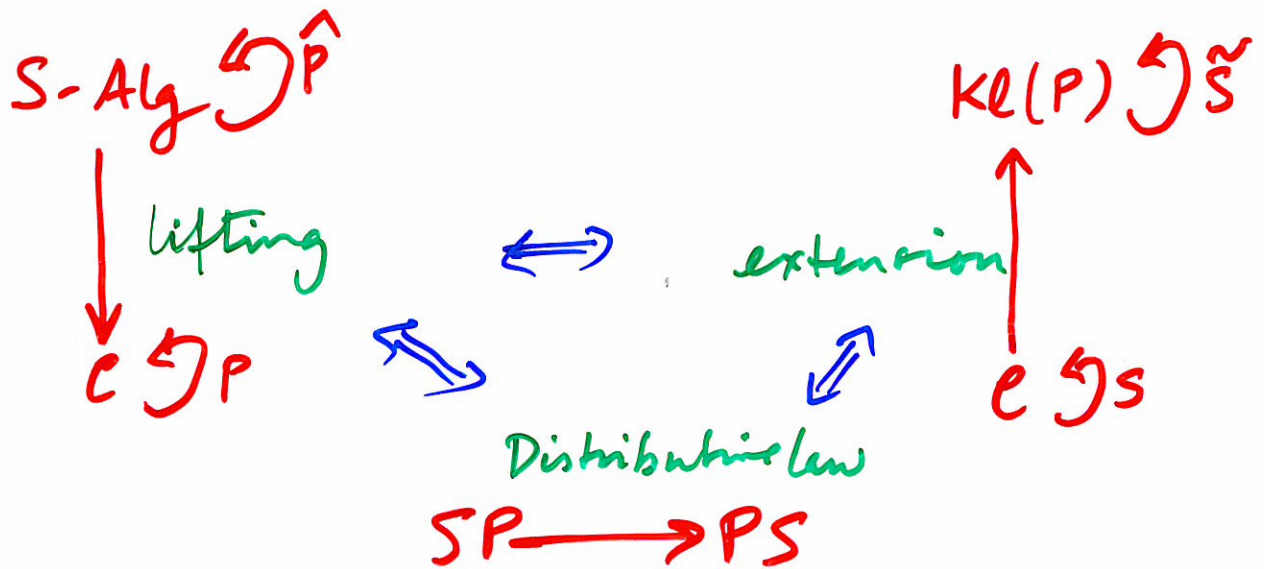 S-Alg P̂
Kl(P) S̃
lifting
extension
C P
C S
Distributive law
SP → PS